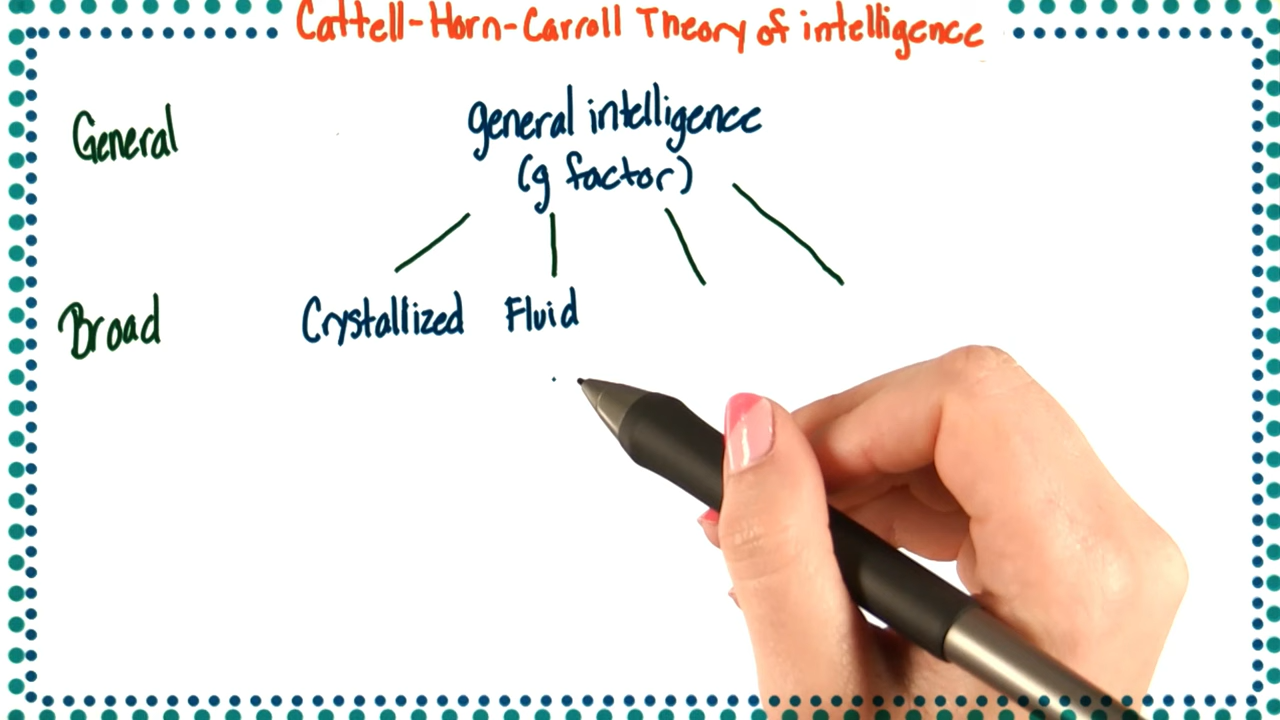 Cattell-Horn-Carroll Theory of intelligence
General
general intelligence
(g factor)
Broad
Crystallized Fluid